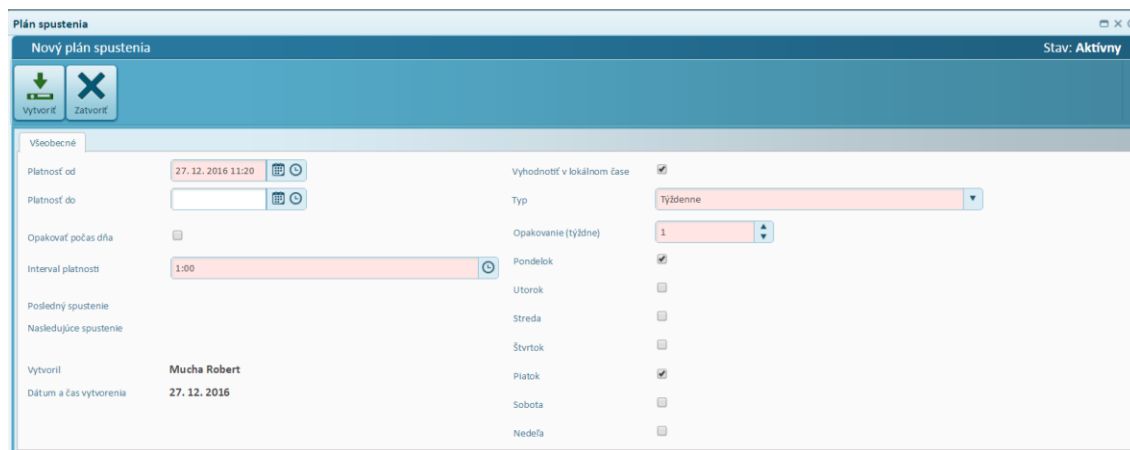 Plán spustenia
Nový plán spustenia
Stav: Aktívny
Vytvoriť
Zatvoriť
Všeobecné
Platnosť od
27. 12. 2016 11:20
Platnosť do
Opakovať počas dňa
Interval platnosti
1:00
Posledný spustenie
Nasledujúce spustenie
Vytvoril
Mucha Robert
Dátum a čas vytvorenia
27. 12. 2016
Vyhodnotiť v lokálnom čase
Typ
Týždenne
Opakovanie (týždne)
1
Pondelok
Utorok
Streda
Štvrtok
Piatok
Sobota
Nedeľa